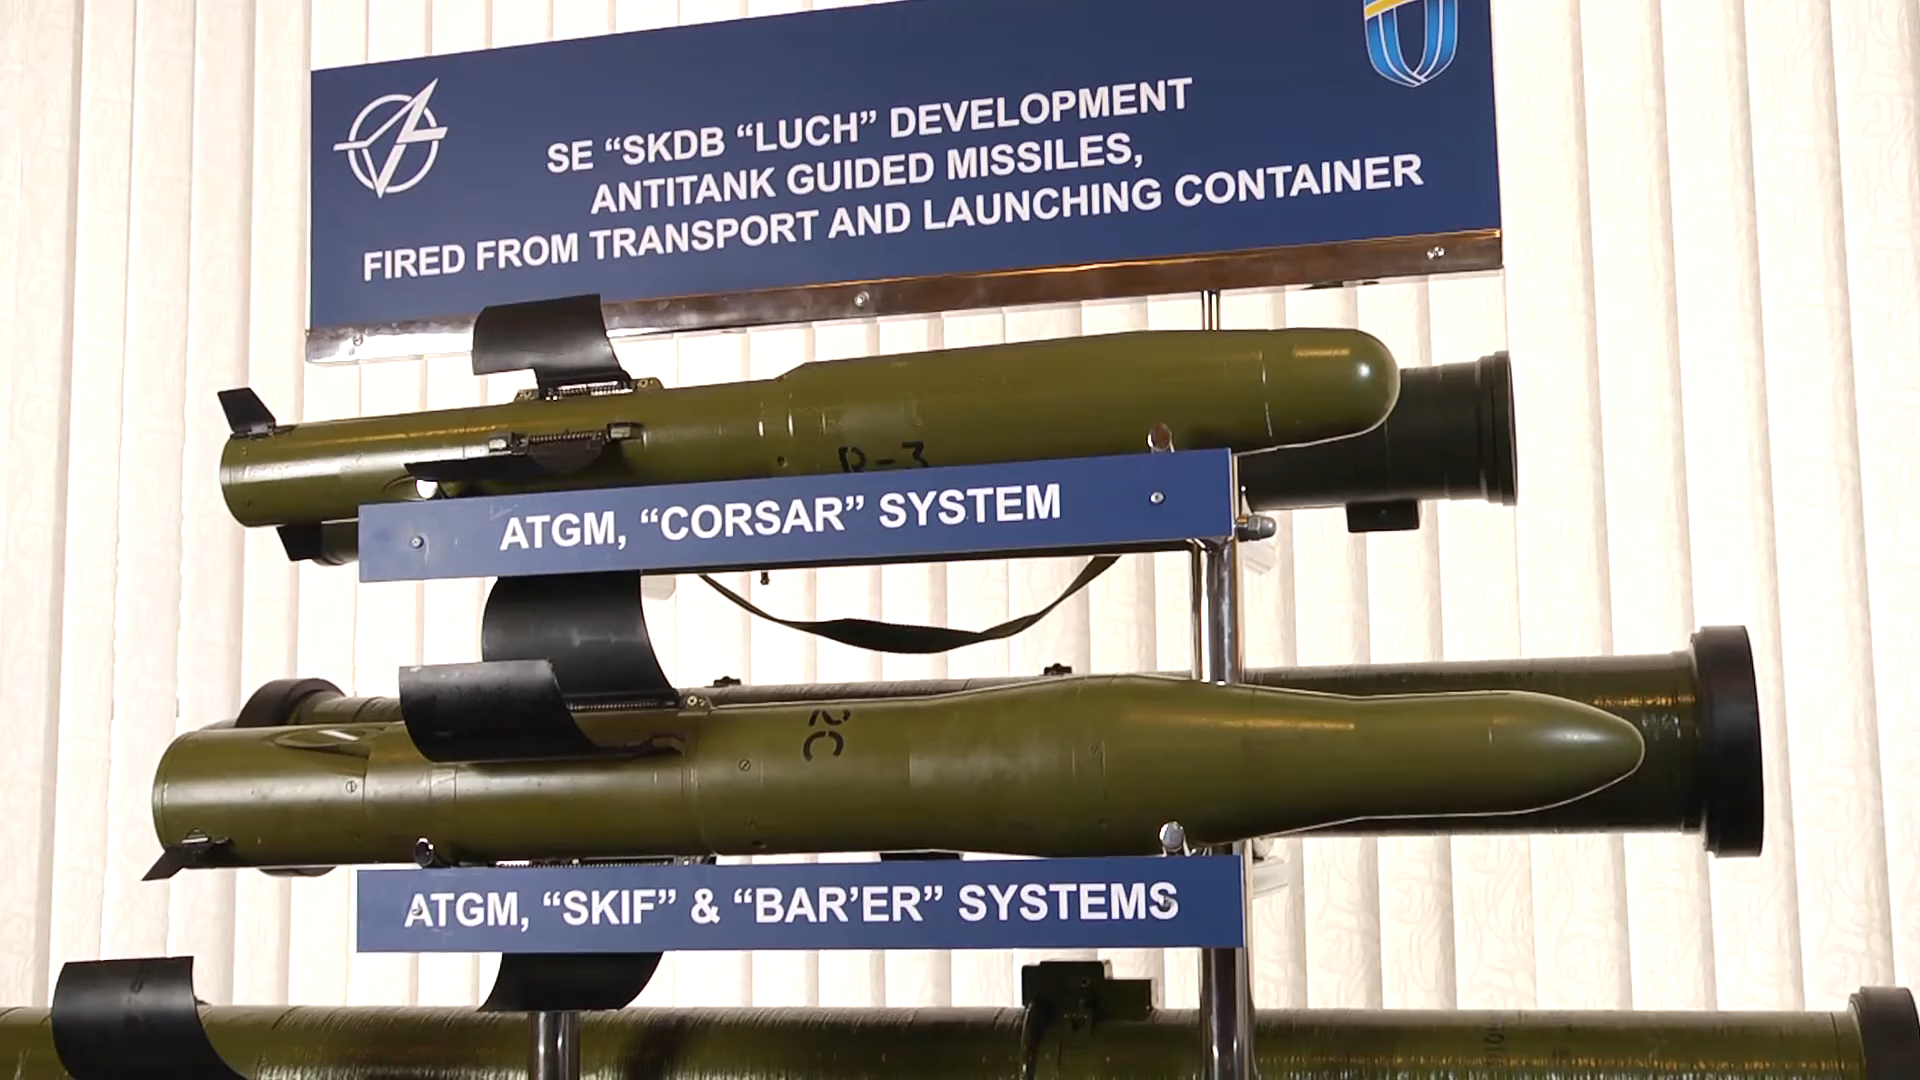 SE “SKDB “LUCH” DEVELOPMENT
ANTITANK GUIDED MISSILES,
FIRED FROM TRANSPORT AND LAUNCHING CONTAINER
R-3
ATGM, “CORSAR” SYSTEM
ATGM, “SKIF” & “BAR’ER” SYSTEMS